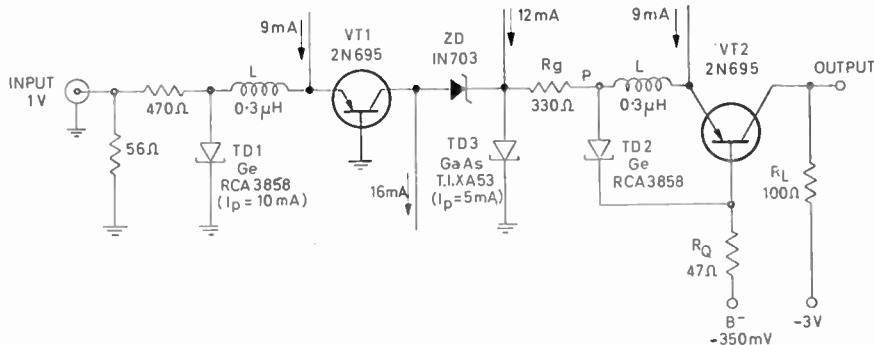 INPUT
1V
56Ω
470Ω
L
0·3µH
TD1
Ge
RCA3858
(Ip=10mA)
9mA
VT1
2N695
16mA
ZD
IN703
12mA
TD3
GaAs
T.I.XA53
(Ip=5mA)
Rg
330Ω
P
L
0·3µH
TD2
Ge
RCA3858
9mA
VT2
2N695
OUTPUT
RL
100Ω
RQ
47Ω
B-
-350mV
-3V